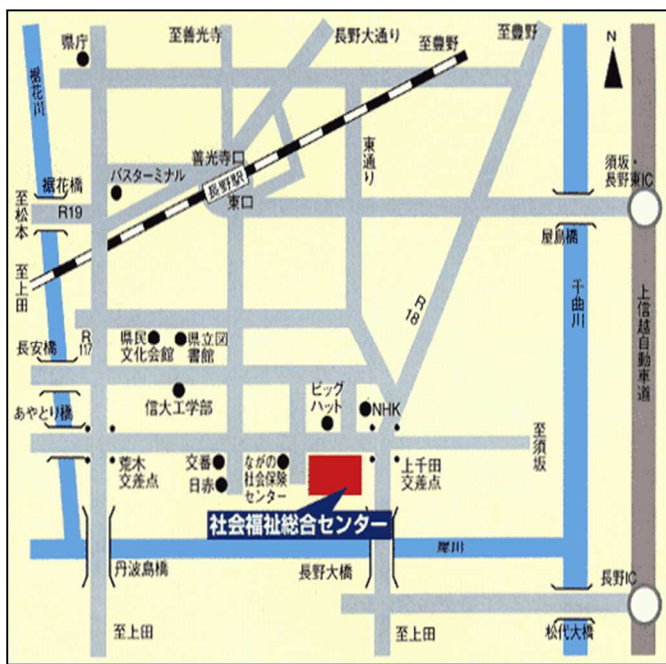 至善光寺
長野大通り
至豊野
至豊野
県庁
N
裾花川
善光寺口
東通り
須坂・
長野東IC
バスターミナル
長野駅
裾花橋
東口
R19
至松本
屋島橋
至上田
千曲川
上信越自動車道
R
18
R
117
県民
文化会館
県立図
書館
長安橋
信大工学部
ビッグ
ハット
NHK
あやとり橋
至須坂
荒木
交差点
交番
日赤
ながの
社会保険
センター
上千田
交差点
社会福祉総合センター
犀川
丹波島橋
長野大橋
長野IC
至上田
至上田
松代大橋